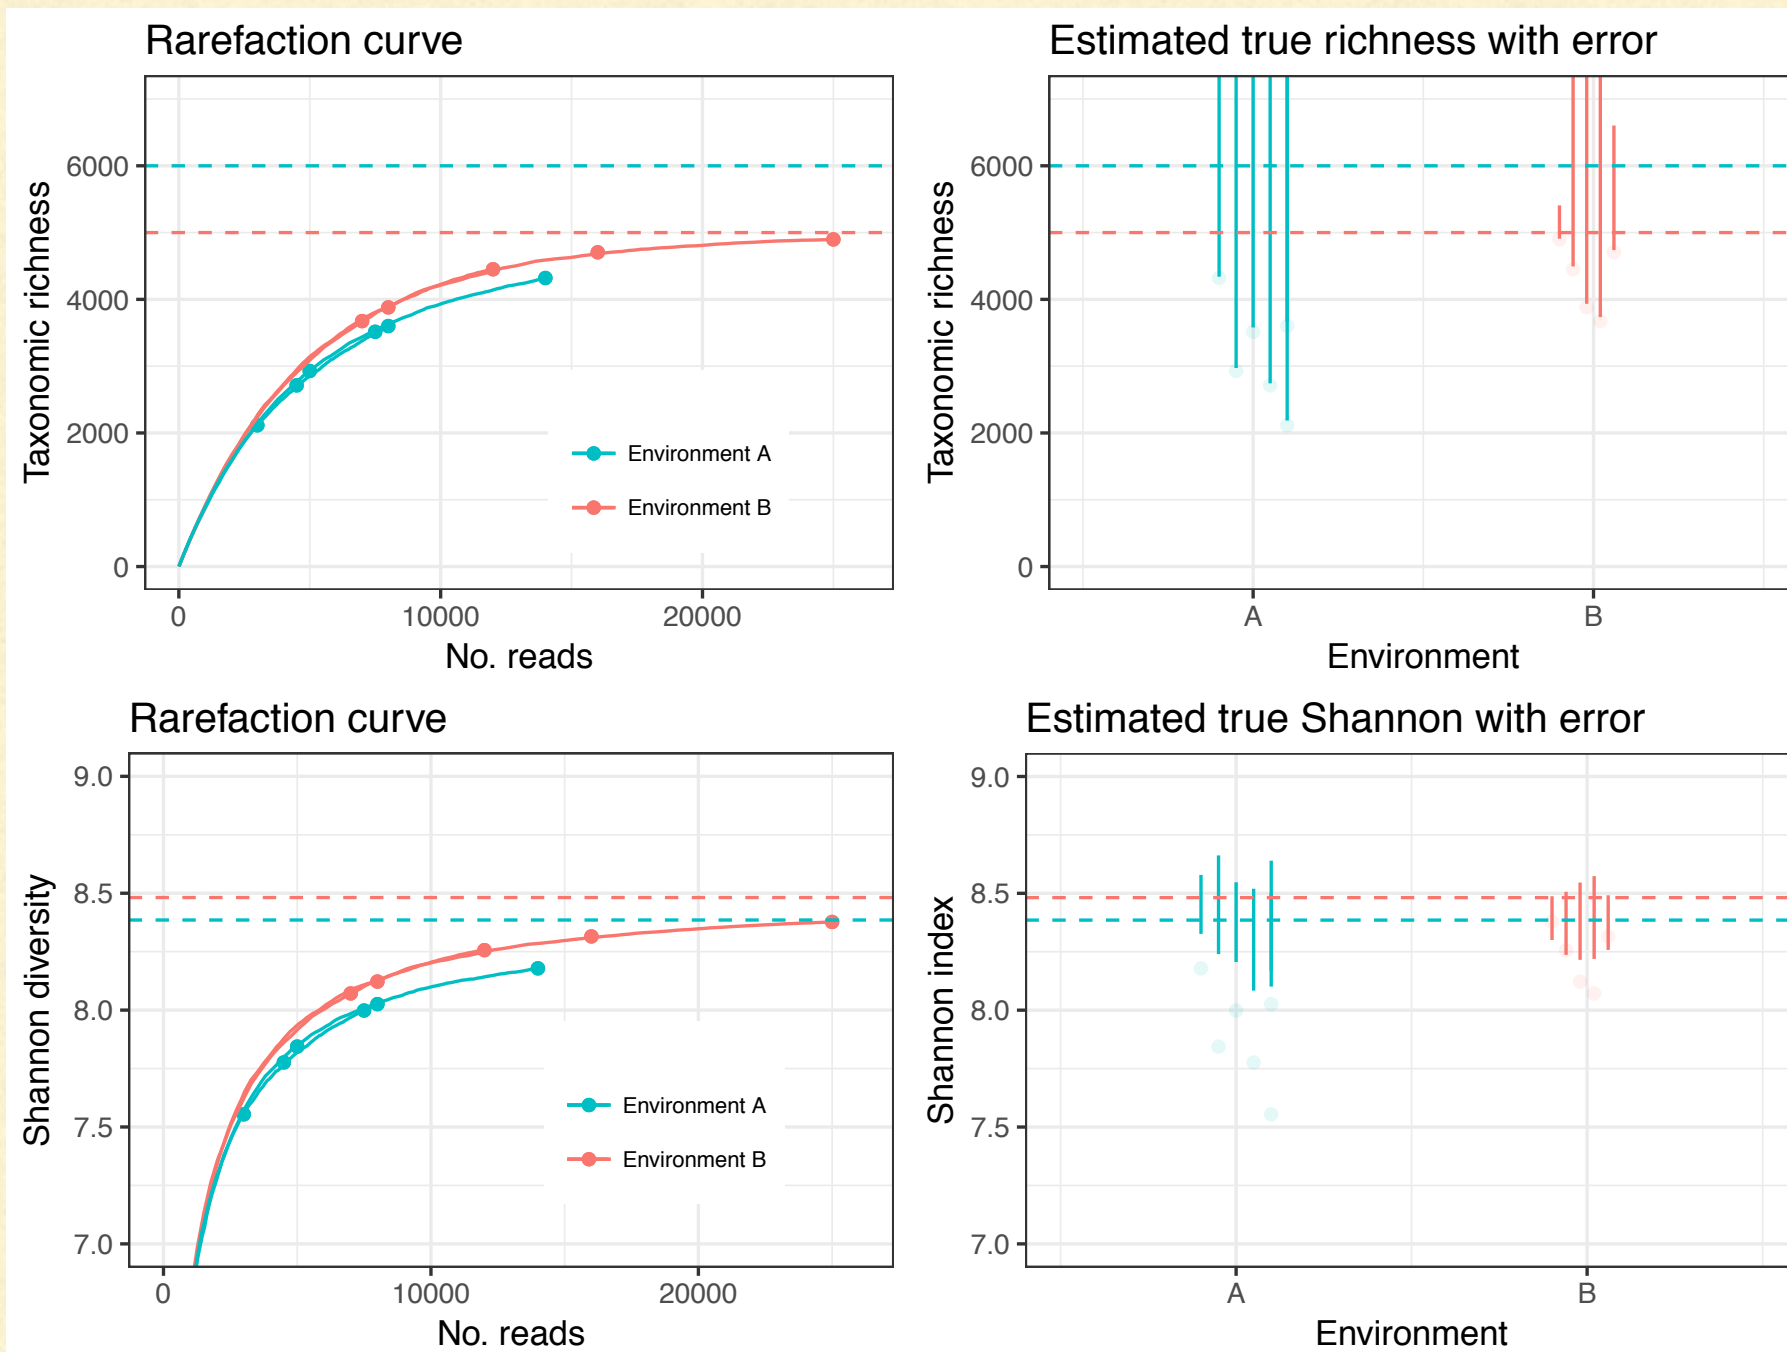 Rarefaction curve
Taxonomic richness
6000
4000
2000
0
Environment A
Environment B
0
10000
20000
No. reads
Estimated true richness with error
Taxonomic richness
6000
4000
2000
0
A
B
Environment
Rarefaction curve
Shannon diversity
9.0
8.5
8.0
7.5
7.0
Environment A
Environment B
0
10000
20000
No. reads
Estimated true Shannon with error
Shannon index
9.0
8.5
8.0
7.5
7.0
A
B
Environment